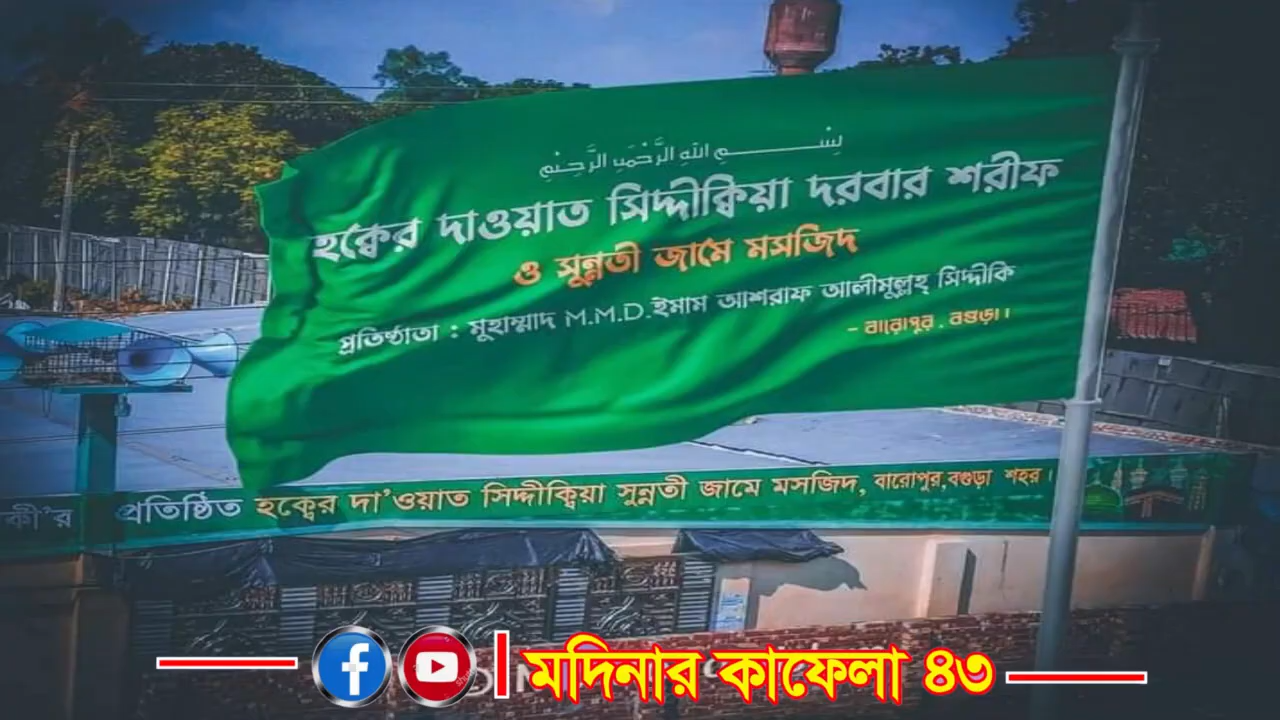 بِسْمِ اللهِ الرَّحْمٰنِ الرَّحِيْمِ
হক্বের দাওয়াত সিদ্দীক্বিয়া দরবার শরীফ
ও সুন্নতী জামে মসজিদ
প্রতিষ্ঠাতা : মুহাম্মাদ M.M.D.ইমাম আশরাফ আলীমুল্লাহ্ সিদ্দীকি
- বারোপুর, বগুড়া।
কী'র প্রতিষ্ঠিত হক্বের দা'ওয়াত সিদ্দীক্বিয়া সুন্নতী জামে মসজিদ, বারোপুর,বগুড়া শহর।
মদিনার কাফেলা ৪৩